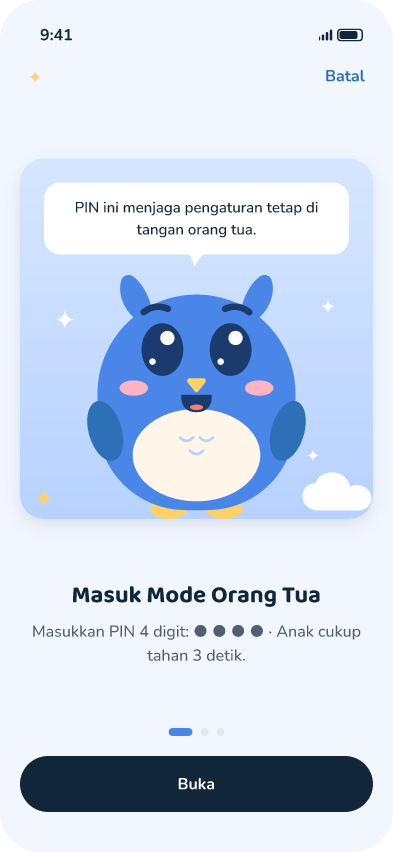 9:41
Batal
PIN ini menjaga pengaturan tetap di
tangan orang tua.
Masuk Mode Orang Tua
Masukkan PIN 4 digit: ● ● ● ● · Anak cukup
tahan 3 detik.
Buka